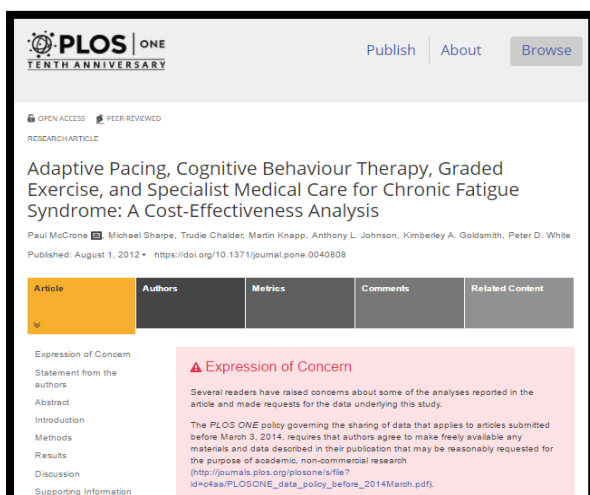 PLOS ONE
TENTH ANNIVERSARY
Publish About Browse
OPEN ACCESS PEER-REVIEWED
RESEARCH ARTICLE
Adaptive Pacing, Cognitive Behaviour Therapy, Graded
Exercise, and Specialist Medical Care for Chronic Fatigue
Syndrome: A Cost-Effectiveness Analysis
Paul McCrone, Michael Sharpe, Trudie Chalder, Martin Knapp, Anthony L. Johnson, Kimberley A. Goldsmith, Peter D. White
Published: August 1, 2012 • https://doi.org/10.1371/journal.pone.0040808
Article Authors Metrics Comments Related Content
Expression of Concern
Statement from the
authors
Abstract
Introduction
Methods
Results
Discussion
Supporting Information
Expression of Concern
Several readers have raised concerns about some of the analyses reported in the
article and made requests for the data underlying this study.
The PLOS ONE policy governing the sharing of data that applies to articles submitted
before March 3, 2014, requires that authors agree to make freely available any
materials and data described in their publication that may be reasonably requested for
the purpose of academic, non-commercial research
(http://journals.plos.org/plosone/s/file?
id=c4aa/PLOSONE_data_policy_before_2014March.pdf).